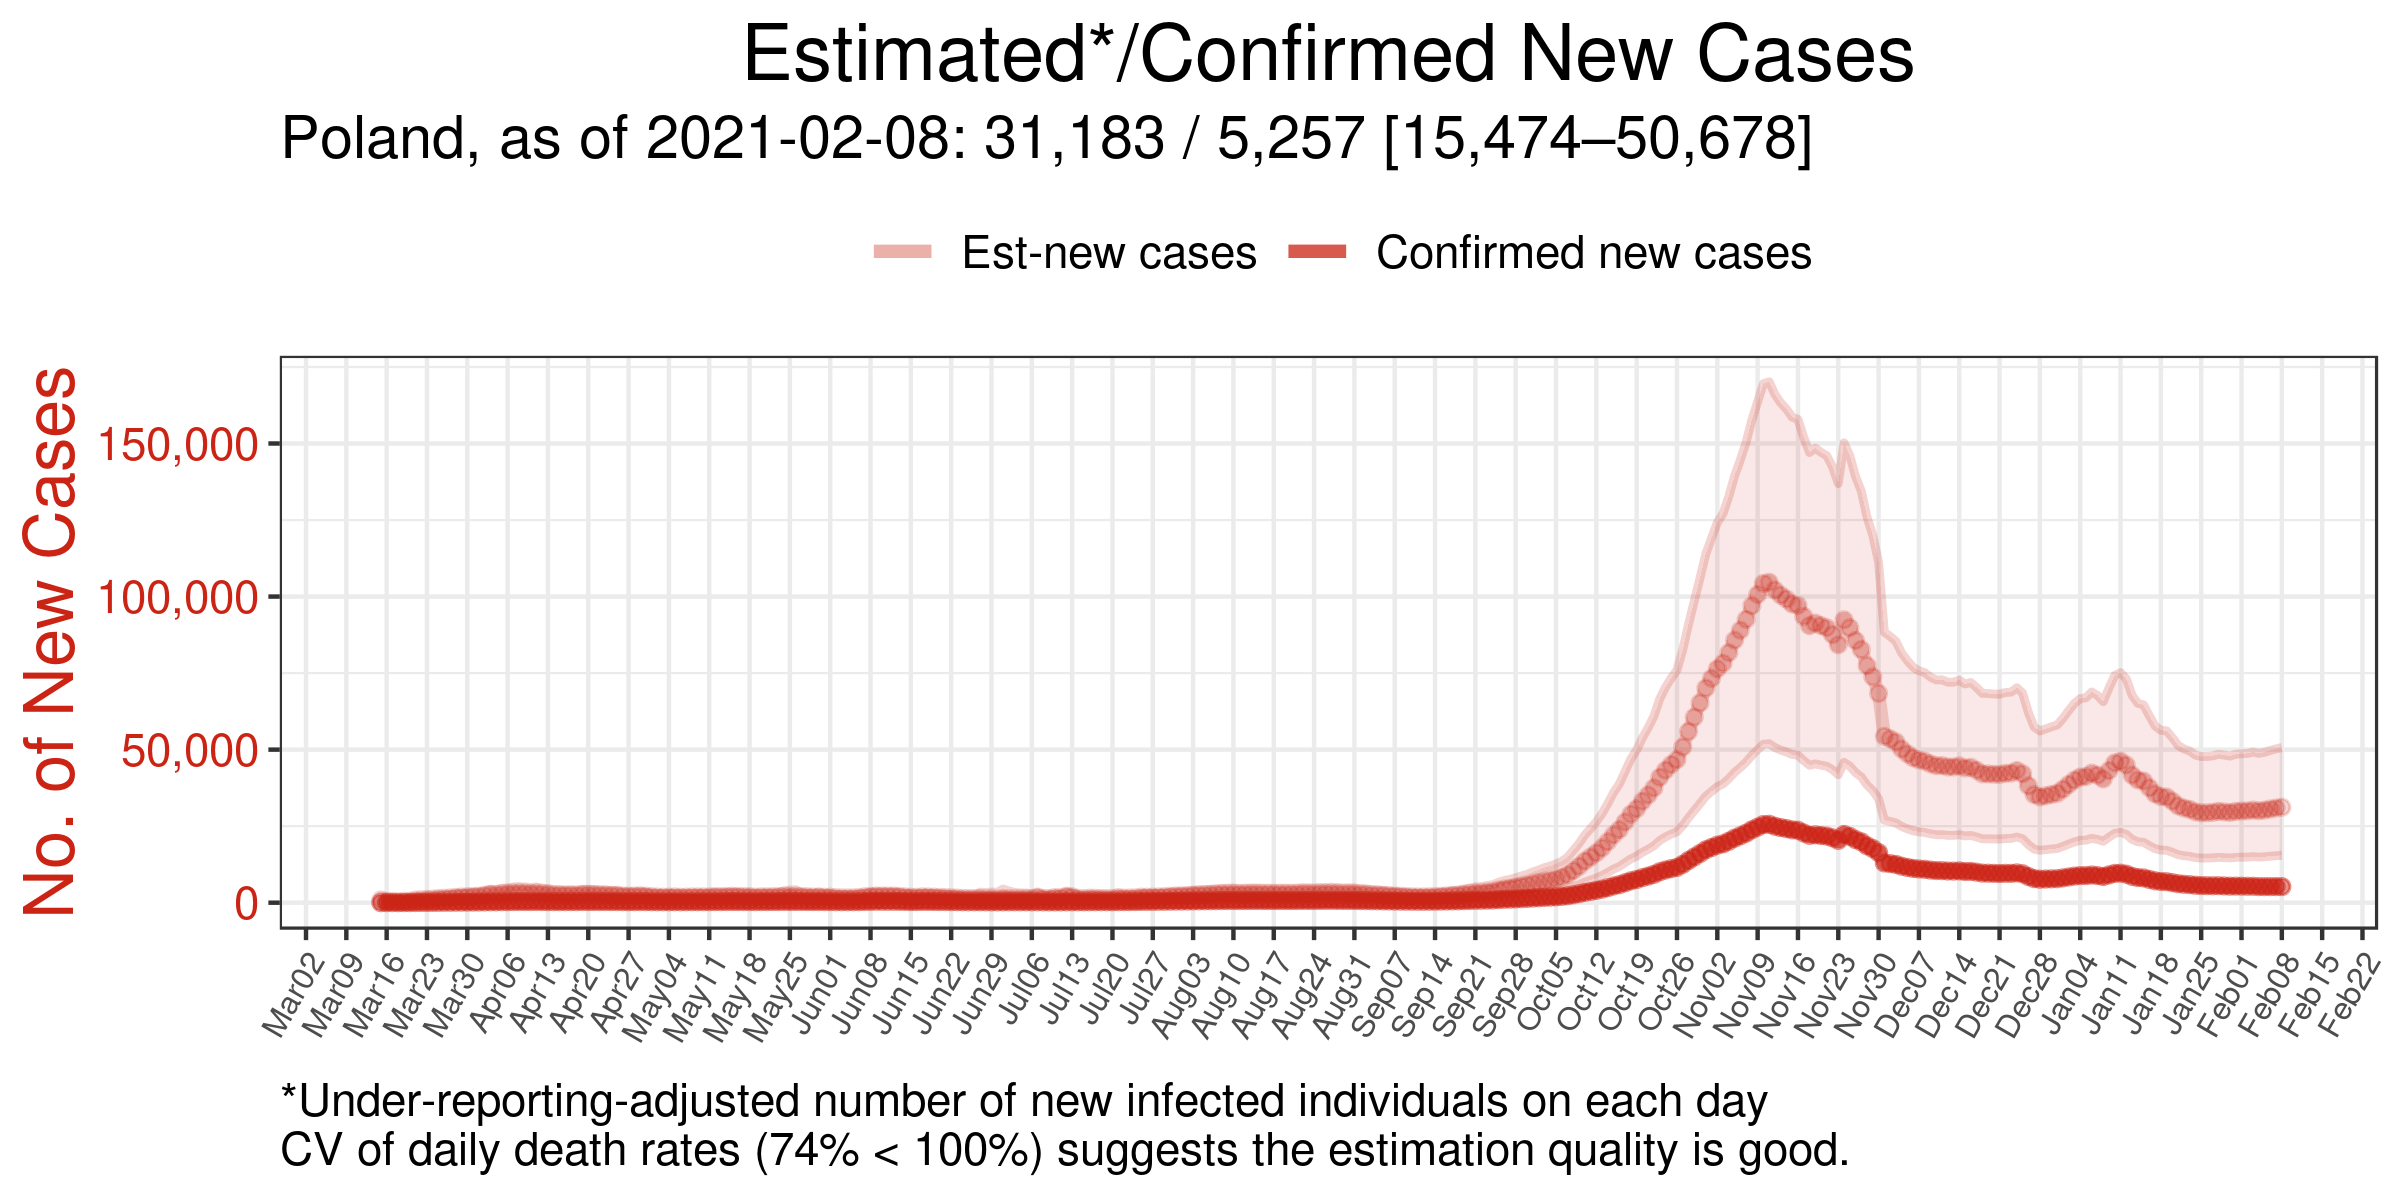 Estimated*/Confirmed New Cases
Poland, as of 2021-02-08: 31,183 / 5,257 [15,474–50,678]
Est-new cases
Confirmed new cases
No. of New Cases
150,000
100,000
50,000
0
Mar02
Mar09
Mar16
Mar23
Mar30
Apr06
Apr13
Apr20
Apr27
May04
May11
May18
May25
Jun01
Jun08
Jun15
Jun22
Jun29
Jul06
Jul13
Jul20
Jul27
Aug03
Aug10
Aug17
Aug24
Aug31
Sep07
Sep14
Sep21
Sep28
Oct05
Oct12
Oct19
Oct26
Nov02
Nov09
Nov16
Nov23
Nov30
Dec07
Dec14
Dec21
Dec28
Jan04
Jan11
Jan18
Jan25
Feb01
Feb08
Feb15
Feb22
*Under-reporting-adjusted number of new infected individuals on each day
CV of daily death rates (74% < 100%) suggests the estimation quality is good.